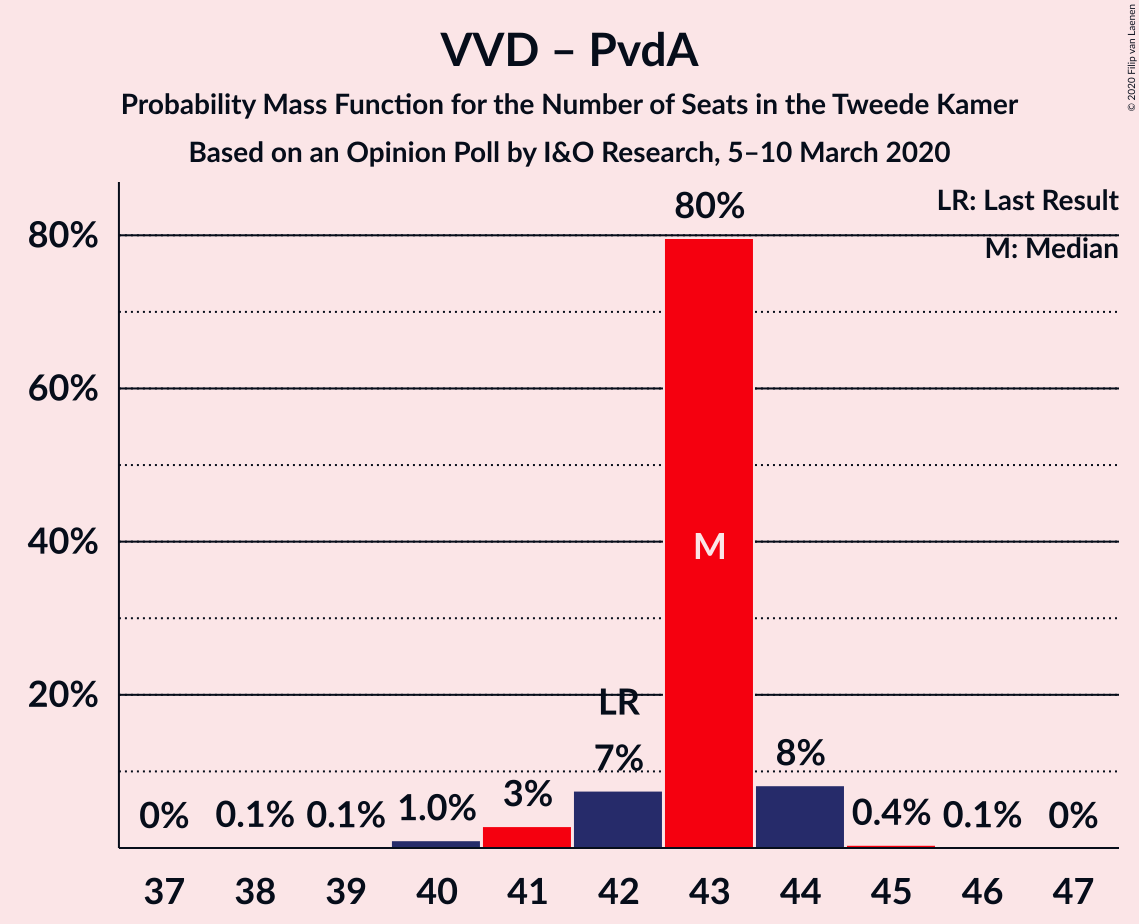 VVD – PvdA
Probability Mass Function for the Number of Seats in the Tweede Kamer
Based on an Opinion Poll by I&O Research, 5–10 March 2020
© 2020 Filip van Laenen
LR: Last Result
M: Median
80%
60%
40%
20%
0%
0.1%
0.1%
1.0%
3%
LR
7%
80%
M
8%
0.4%
0.1%
0%
37 38 39 40 41 42 43 44 45 46 47